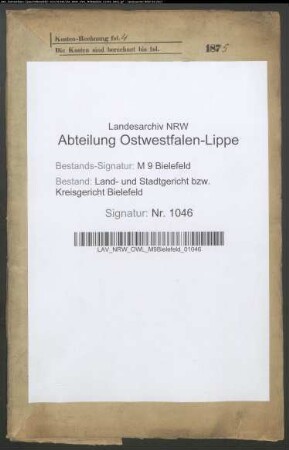 Kosten-Rechnung fol. 4
Die Kosten sind berechnet bis fol.
1875
Landesarchiv NRW
Abteilung Ostwestfalen-Lippe
Bestands-Signatur: M 9 Bielefeld
Bestand: Land- und Stadtgericht bzw.
Kreisgericht Bielefeld
Signatur: Nr. 1046
LAV_NRW_OWL_M9Bielefeld_01046